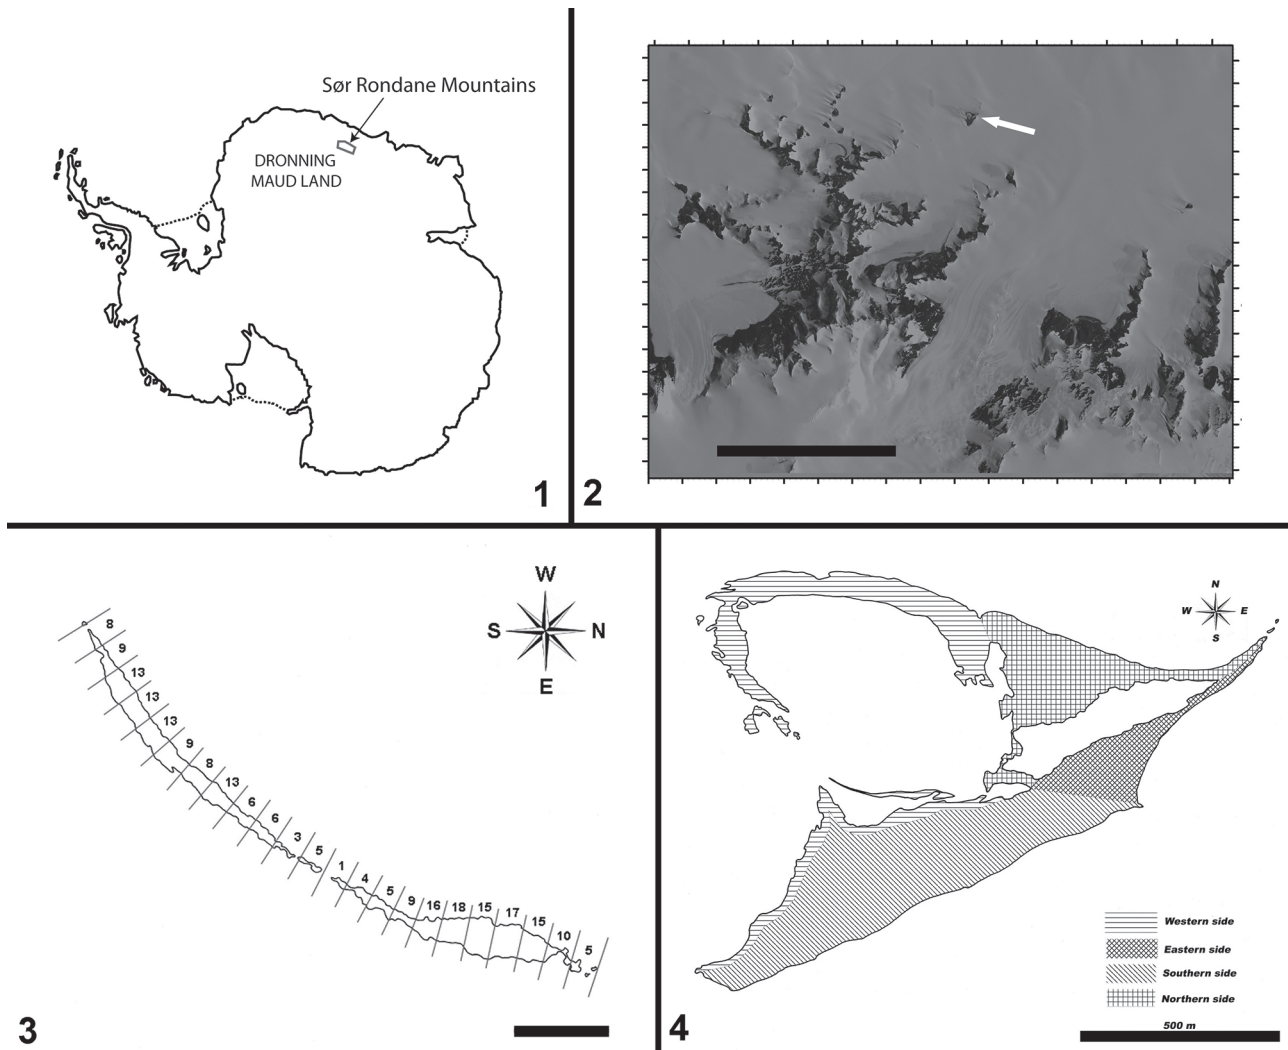 Sør Rondane Mountains
DRONNING
MAUD LAND
1
2
W
S
N
E
8
9
13
13
13
9
8
13
6
6
3
5
1
4
5
9
16
18
15
17
15
10
5
3
N
W
E
S
Western side
Eastern side
Southern side
Northern side
500 m
4